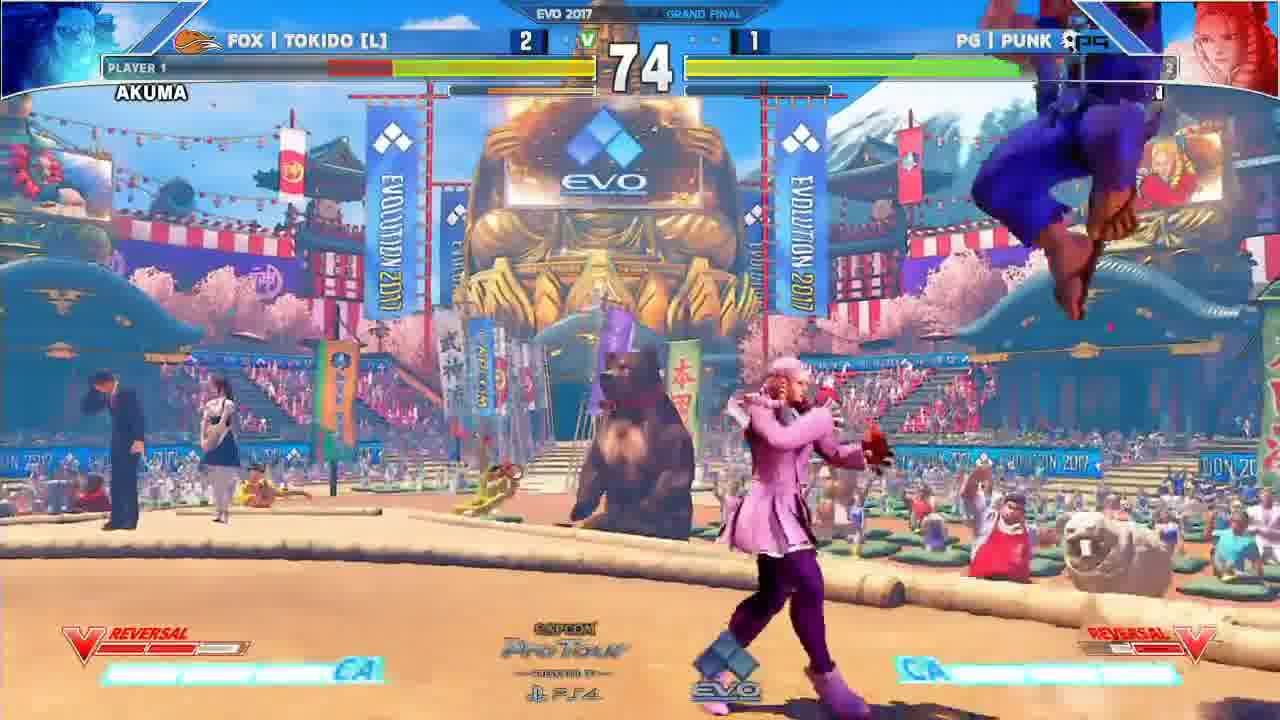 EVO 2017 GRAND FINAL
FOX | TOKIDO [L] 2 V 74 1 PG | PUNK
PLAYER 1 2
AKUMA
EVO
EVOLUTION 2017
EVOLUTION 2017
本
REVERSAL
REVERSAL
CA
CA
CAPCOM
Pro Tour
PS4
EVO